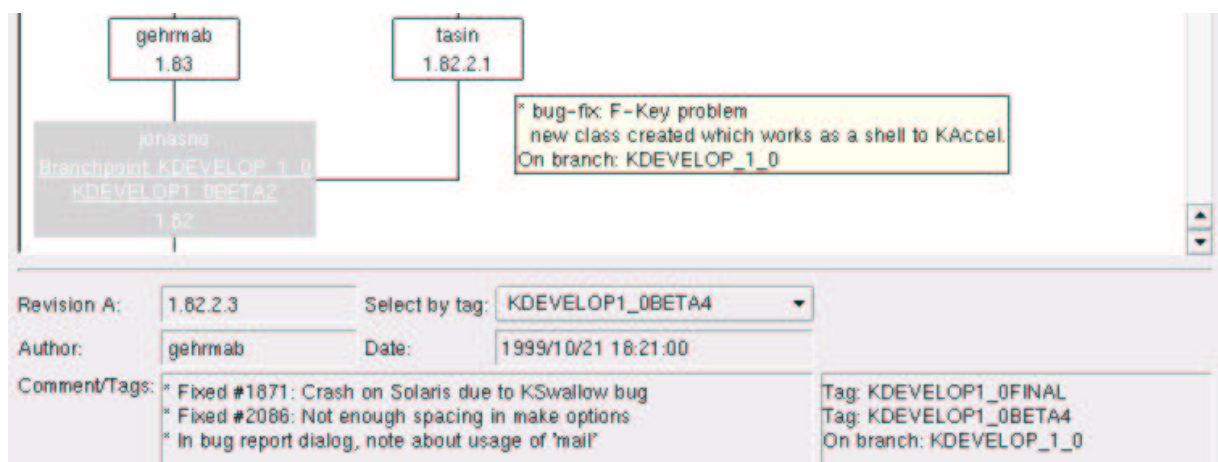 gehrmab
1.83
tasin
1.82.2.1
* bug-fix: F-Key problem
new class created which works as a shell to KAccel.
On branch: KDEVELOP_1_0
jonasno
Branchpoint KDEVELOP_1_0
KDEVELOP1_0BETA2
1.82
Revision A: 1.82.2.3 Select by tag: KDEVELOP1_0BETA4
Author: gehrmab Date: 1999/10/21 18:21:00
Comment/Tags: * Fixed #1871: Crash on Solaris due to KSwallow bug
* Fixed #2086: Not enough spacing in make options
* In bug report dialog, note about usage of 'mail'
Tag: KDEVELOP1_0FINAL
Tag: KDEVELOP1_0BETA4
On branch: KDEVELOP_1_0